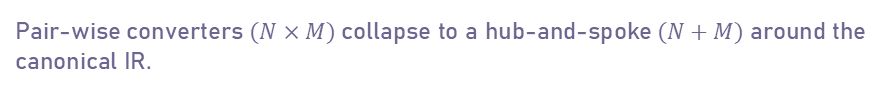 Pair-wise converters (N × M) collapse to a hub-and-spoke (N + M) around the
canonical IR.